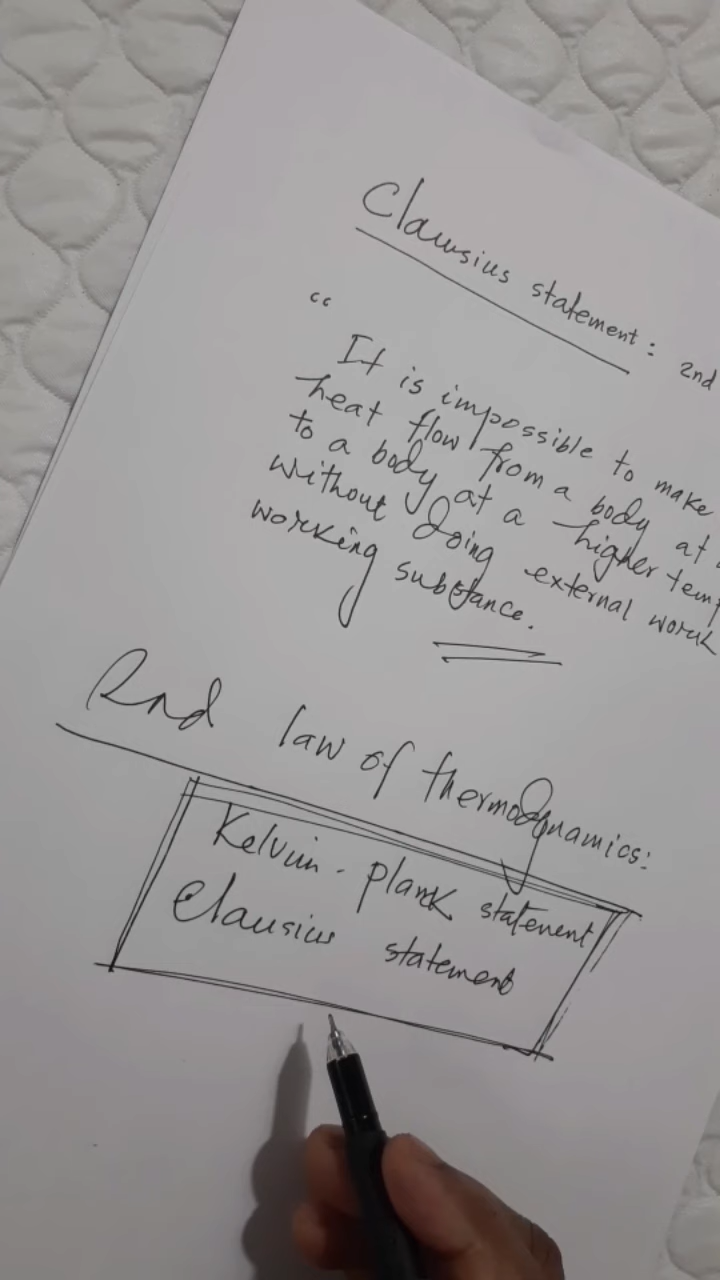 Clausius statement: 2nd
"
It is impossible to make
heat flow from a body at
to a body at a higher temp
without doing external work
working substance.
2nd law of thermodynamics:
Kelvin - plank statement
Clausius statement